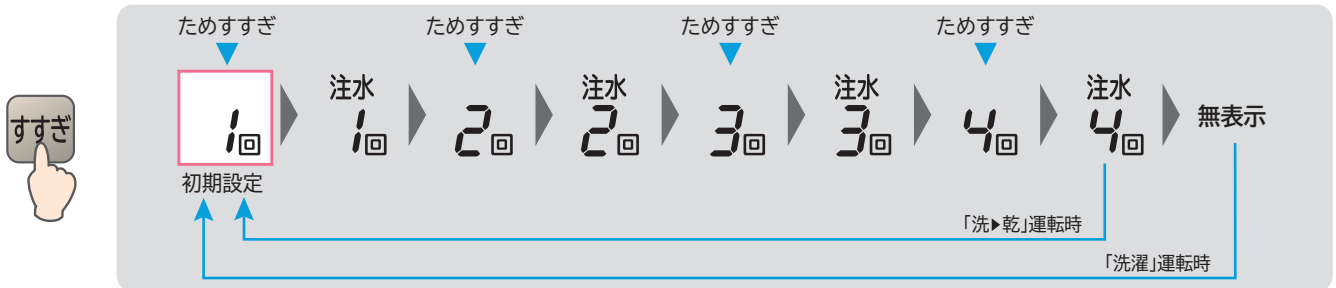 ためすすぎ ためすすぎ ためすすぎ ためすすぎ
すすぎ
1回 注水 1回 2回 注水 2回 3回 注水 3回 4回 注水 4回 無表示
初期設定
「洗▶乾」運転時
「洗濯」運転時